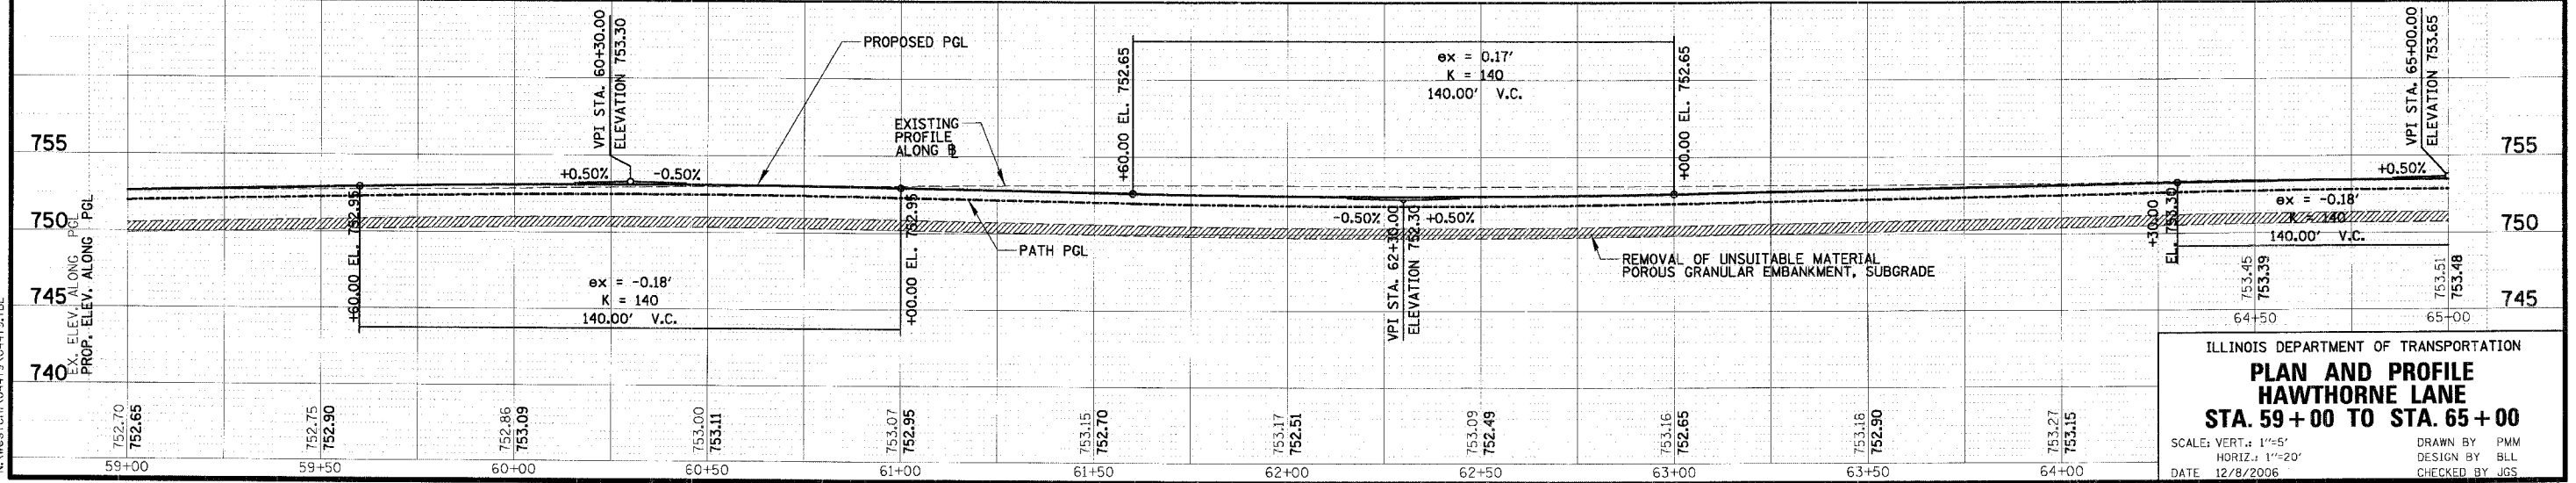 VPI STA. 60+30.00
ELEVATION 753.30
PROPOSED PGL
+60.00 EL. 752.65
ex = 0.17'
K = 140
140.00' V.C.
+00.00 EL. 752.65
VPI STA. 65+00.00
ELEVATION 753.65
755
EXISTING
PROFILE
ALONG B
755
+0.50%
-0.50%
+0.50%
750
-0.50%
+0.50%
ex = -0.18'
K = 140
140.00' V.C.
750
PATH PGL
REMOVAL OF UNSUITABLE MATERIAL
POROUS GRANULAR EMBANKMENT, SUBGRADE
+60.00 EL. 752.95
ex = -0.18'
K = 140
140.00' V.C.
+00.00 EL. 752.95
VPI STA. 62+30.00
ELEVATION 752.30
+30.00
EL. 753.30
745
745
740
EX. ELEV. ALONG PGL
PROP. ELEV. ALONG PGL
752.70
752.65
752.75
752.90
752.86
753.09
753.00
753.11
753.07
752.95
753.15
752.70
753.17
752.51
753.09
752.49
753.16
752.65
753.18
752.90
753.27
753.15
753.45
753.39
753.51
753.48
59+00
59+50
60+00
60+50
61+00
61+50
62+00
62+50
63+00
63+50
64+00
64+50
65+00
ILLINOIS DEPARTMENT OF TRANSPORTATION
PLAN AND PROFILE
HAWTHORNE LANE
STA. 59+00 TO STA. 65+00
SCALE: VERT.: 1"=5'
HORIZ.: 1"=20'
DATE 12/8/2006
DRAWN BY PMM
DESIGN BY BLL
CHECKED BY JGS